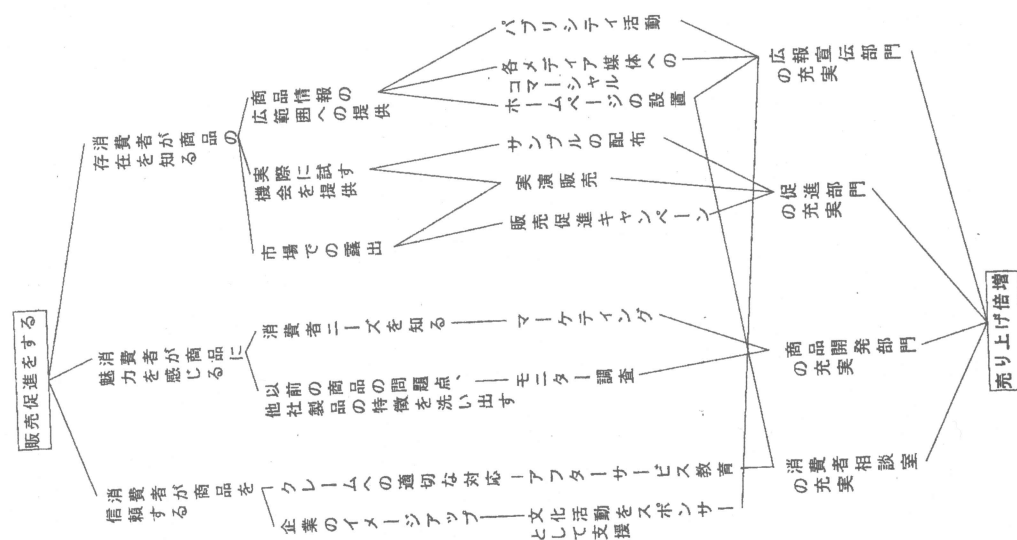 販売促進をする
消費者が商品の
存在を知る
消費者が商品に
魅力を感じる
消費者が商品を
信頼する
商品情報の
広範囲への提供
実際に試す
機会を提供
市場での露出
消費者ニーズを知る
以前の商品の問題点、
他社製品の特徴を洗い出す
クレームへの適切な対応
企業のイメージアップ
パブリシティ活動
各メティア媒体への
コマーシャル
ホームページの設置
サンプルの配布
実演販売
販売促進キャンペーン
マーケティング
モニター調査
アフターサービス教育
文化活動をスポンサー
として支援
広報宣伝部門
の充実
促進部門
の充実
商品開発部門
の充実
消費者相談室
の充実
売り上げ倍増